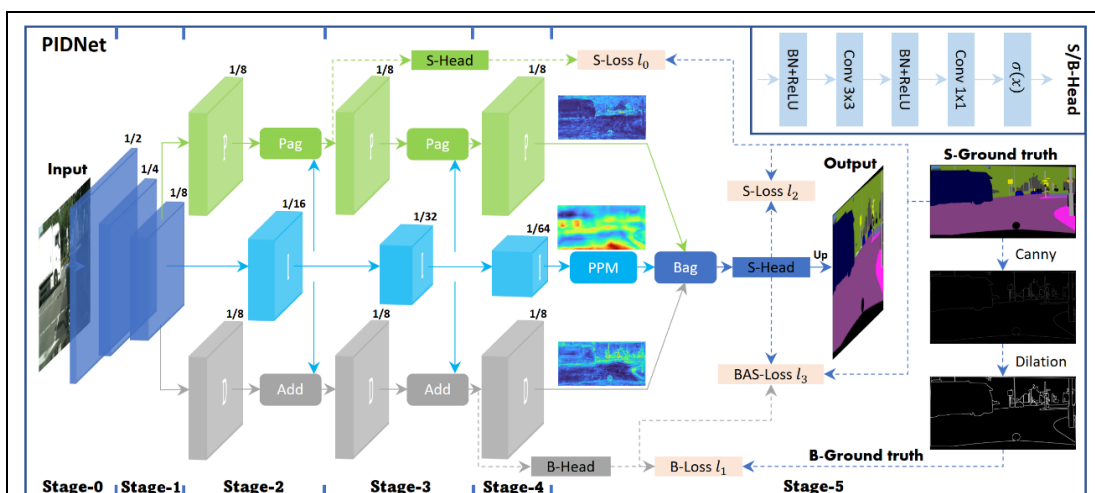 PIDNet
S/B-Head
BN+ReLU
Conv 3x3
BN+ReLU
Conv 1x1
σ(x)
Input
1/2
1/4
1/8
1/8
P
Pag
1/8
P
Pag
1/8
P
S-Head
S-Loss l₀
1/16
I
1/32
I
1/64
I
PPM
Bag
S-Head
Up
Output
S-Loss l₂
BAS-Loss l₃
1/8
D
Add
1/8
D
Add
1/8
D
B-Head
B-Loss l₁
S-Ground truth
Canny
Dilation
B-Ground truth
Stage-0
Stage-1
Stage-2
Stage-3
Stage-4
Stage-5